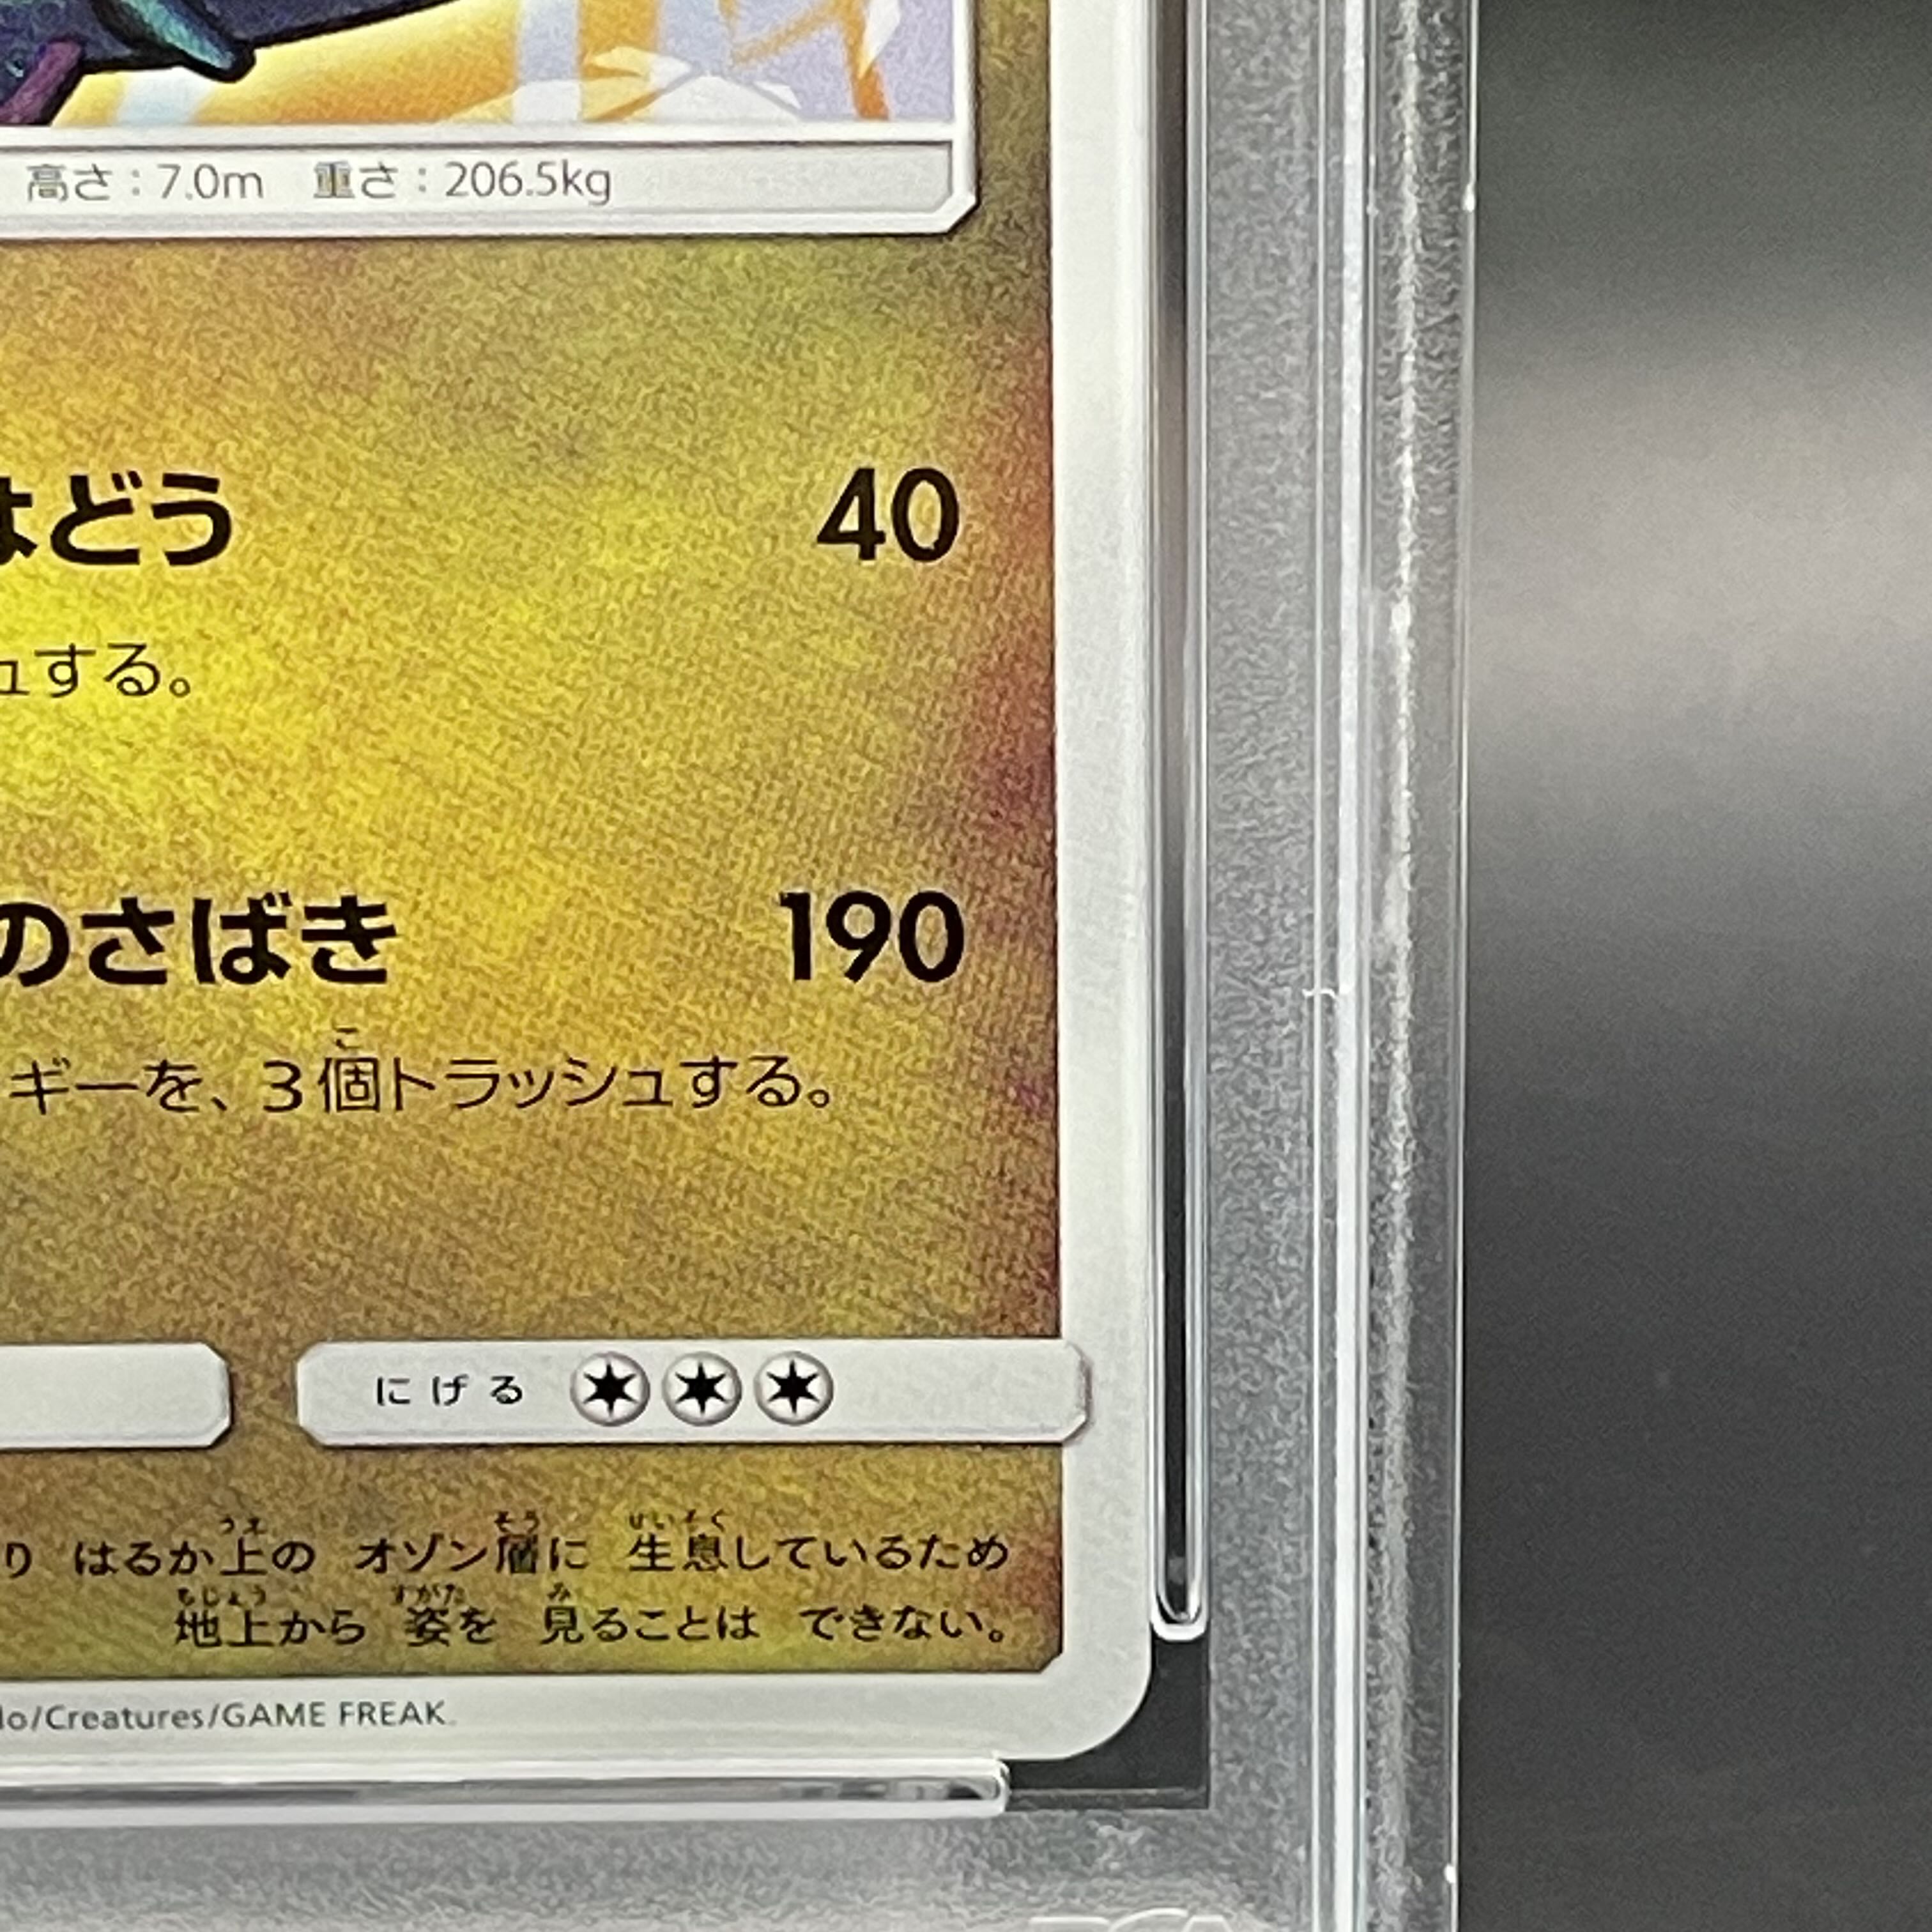 高さ：7.0m 重さ：206.5kg
はどう 40
ュする。
のさばき 190
こ
ギーを、3個トラッシュする。
にげる
うえ そう せいそく
り はるか上の オゾン層に 生息しているため
ちじょう すがた み
地上から 姿を 見ることは できない。
do/Creatures/GAME FREAK.